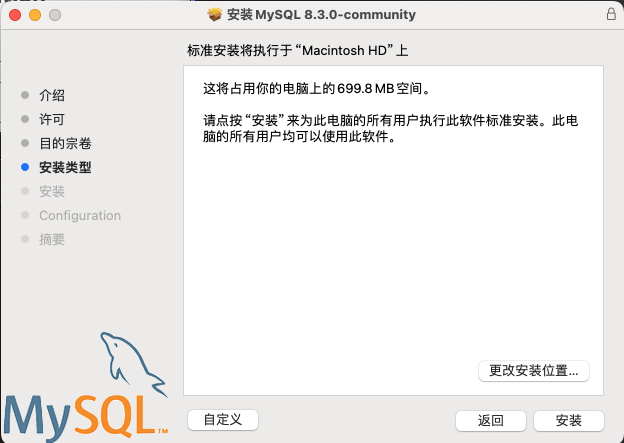 安装 MySQL 8.3.0-community
标准安装将执行于“Macintosh HD”上
介绍
许可
目的宗卷
安装类型
安装
Configuration
摘要
这将占用你的电脑上的 699.8 MB 空间。
请点按“安装”来为此电脑的所有用户执行此软件标准安装。此电
脑的所有用户均可以使用此软件。
更改安装位置...
MySQL™
自定义
返回
安装